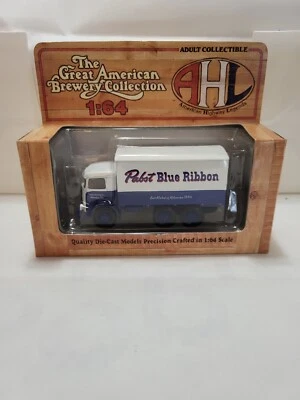 ADULT COLLECTIBLE
The
Great American
Brewery Collection
1:64
AHL
American Highway Legends
Pabst Blue Ribbon
Quality Die-Cast Models Precision Crafted in 1:64 Scale